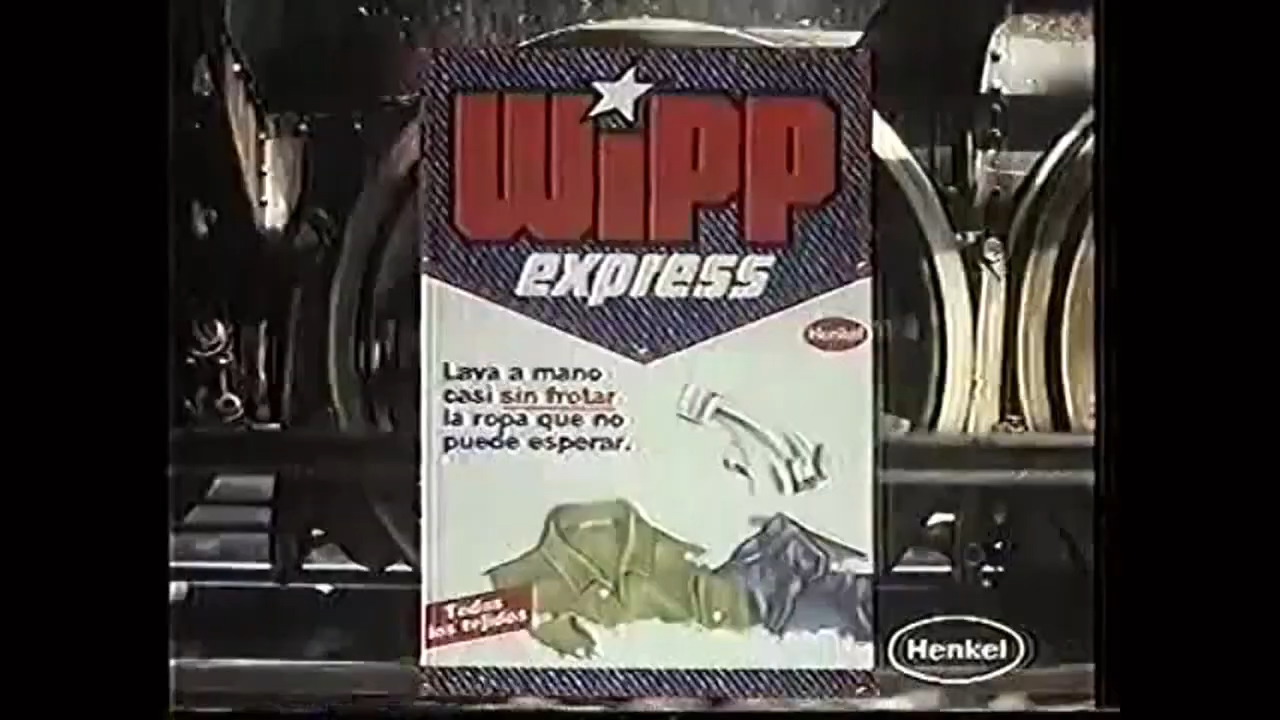 WiPP
express
Henkel
Lava a mano
casi sin frotar
la ropa que no
puede esperar.
Todos
los tejidos
Henkel